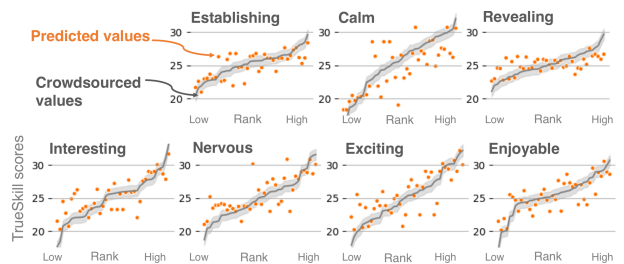 Establishing
Calm
Revealing
Predicted values
Crowdsourced
values
30
25
20
30
25
20
30
25
20
Low Rank High
Low Rank High
Low Rank High
TrueSkill scores
Interesting
Nervous
Exciting
Enjoyable
30
25
20
30
25
20
30
25
20
30
25
20
Low Rank High
Low Rank High
Low Rank High
Low Rank High